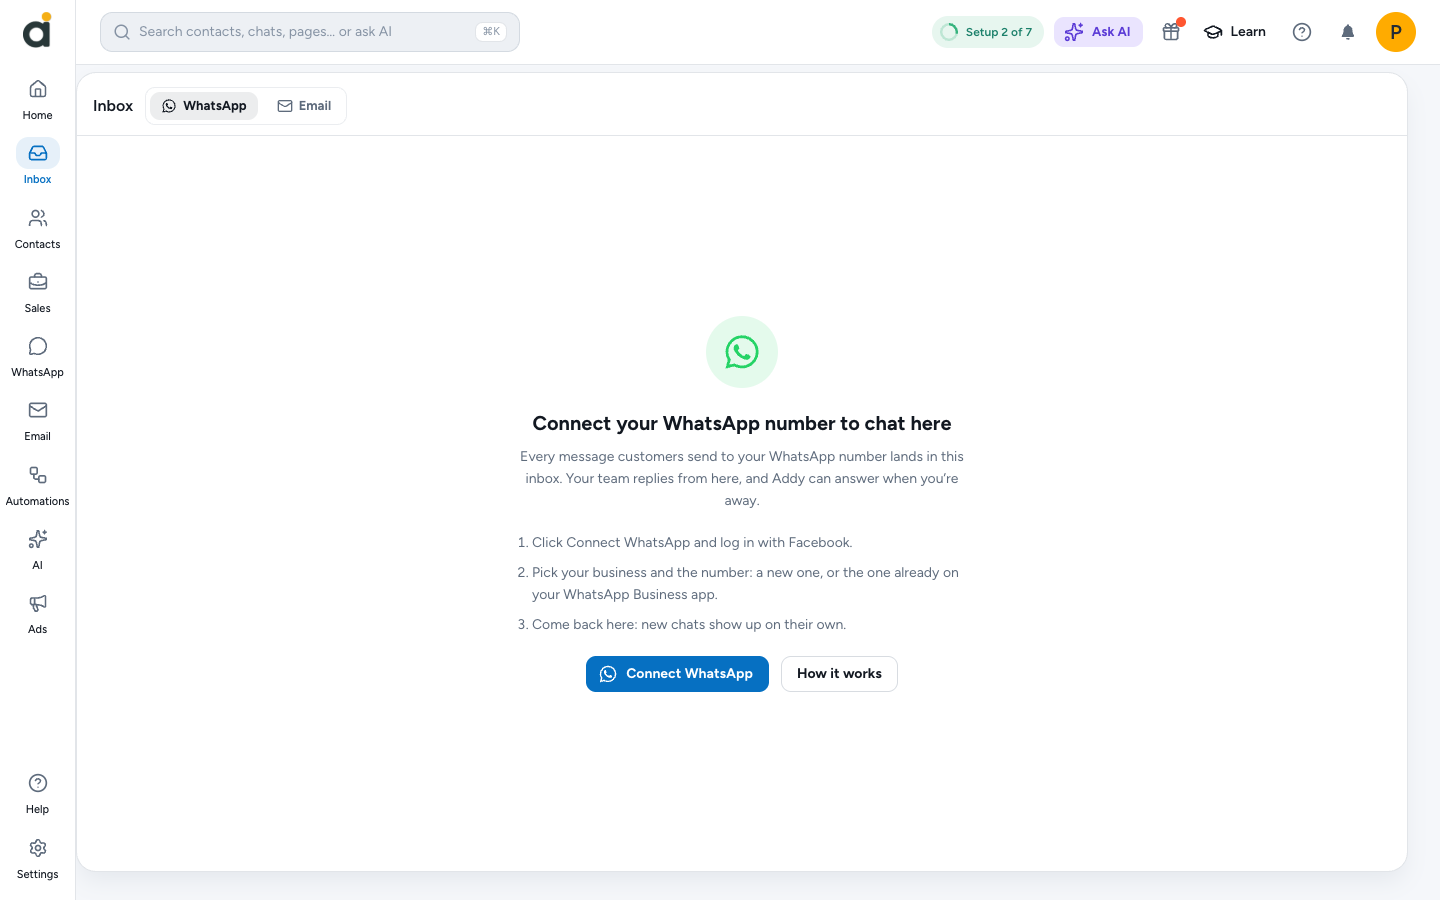 Search contacts, chats, pages... or ask AI
⌘K
Setup 2 of 7
Ask AI
Learn
P
Home
Inbox
Contacts
Sales
WhatsApp
Email
Automations
AI
Ads
Help
Settings
Inbox
WhatsApp
Email
Connect your WhatsApp number to chat here
Every message customers send to your WhatsApp number lands in this
inbox. Your team replies from here, and Addy can answer when you're
away.
1. Click Connect WhatsApp and log in with Facebook.
2. Pick your business and the number: a new one, or the one already on
your WhatsApp Business app.
3. Come back here: new chats show up on their own.
Connect WhatsApp
How it works